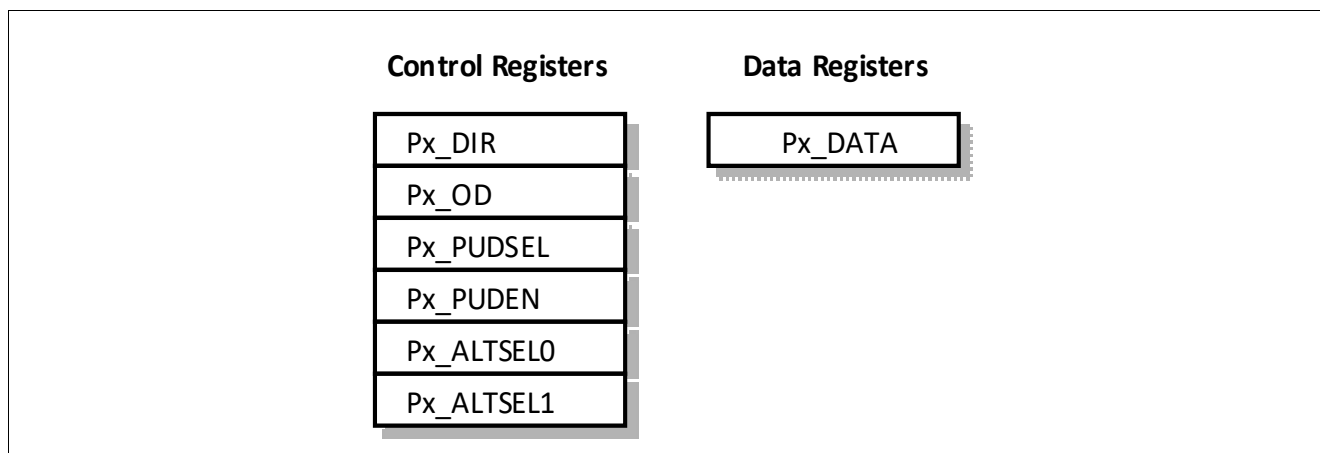 Control Registers
Data Registers
Px_DIR
Px_DATA
Px_OD
Px_PUDSEL
Px_PUDEN
Px_ALTSEL0
Px_ALTSEL1